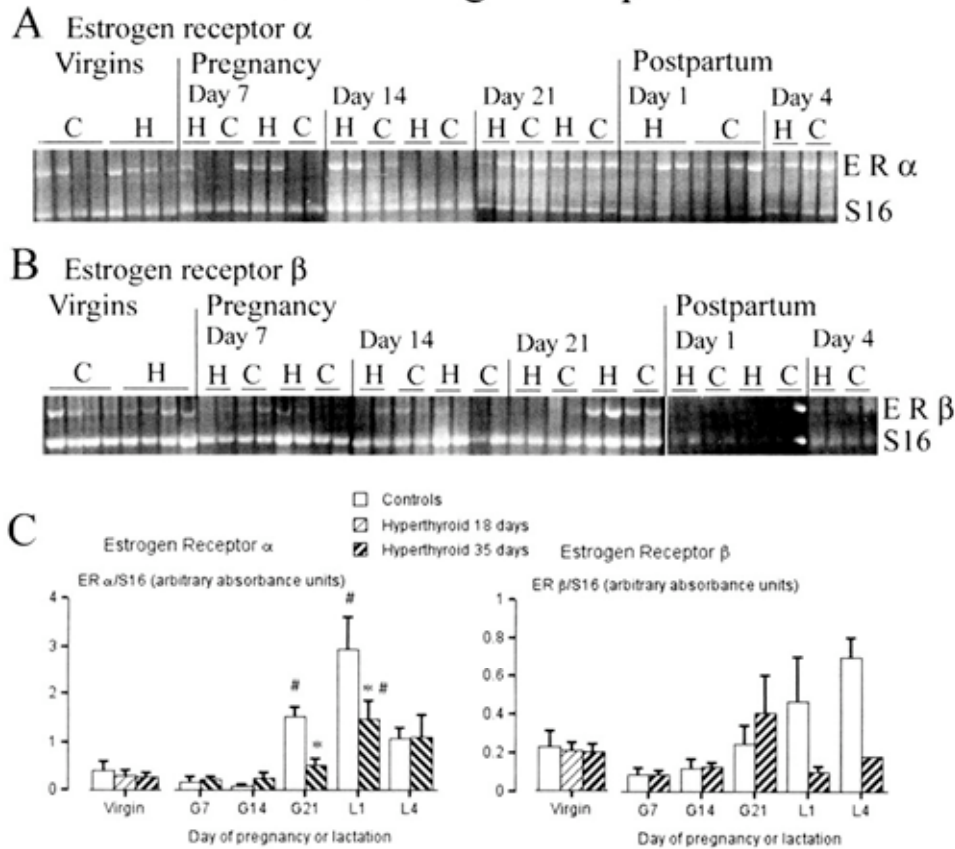 A Estrogen receptor α
Virgins Pregnancy Postpartum
Day 7 Day 14 Day 21 Day 1 Day 4
C H H C H C H C H C H C H C H C H C
E R α
S16
B Estrogen receptor β
Virgins Pregnancy Postpartum
Day 7 Day 14 Day 21 Day 1 Day 4
C H H C H C H C H C H C H C H C H C H C
E R β
S16
C
Controls
Hyperthyroid 18 days
Hyperthyroid 35 days
Estrogen Receptor α
ER α/S16 (arbitrary absorbance units)
4
3
2
1
0
#
#
* #
*
Virgin G7 G14 G21 L1 L4
Day of pregnancy or lactation
Estrogen Receptor β
ER β/S16 (arbitrary absorbance units)
1
0.8
0.6
0.4
0.2
0
Virgin G7 G14 G21 L1 L4
Day of pregnancy or lactation